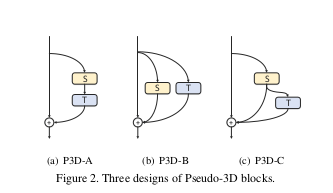 S
T
S T
S
T
(a) P3D-A (b) P3D-B (c) P3D-C
Figure 2. Three designs of Pseudo-3D blocks.